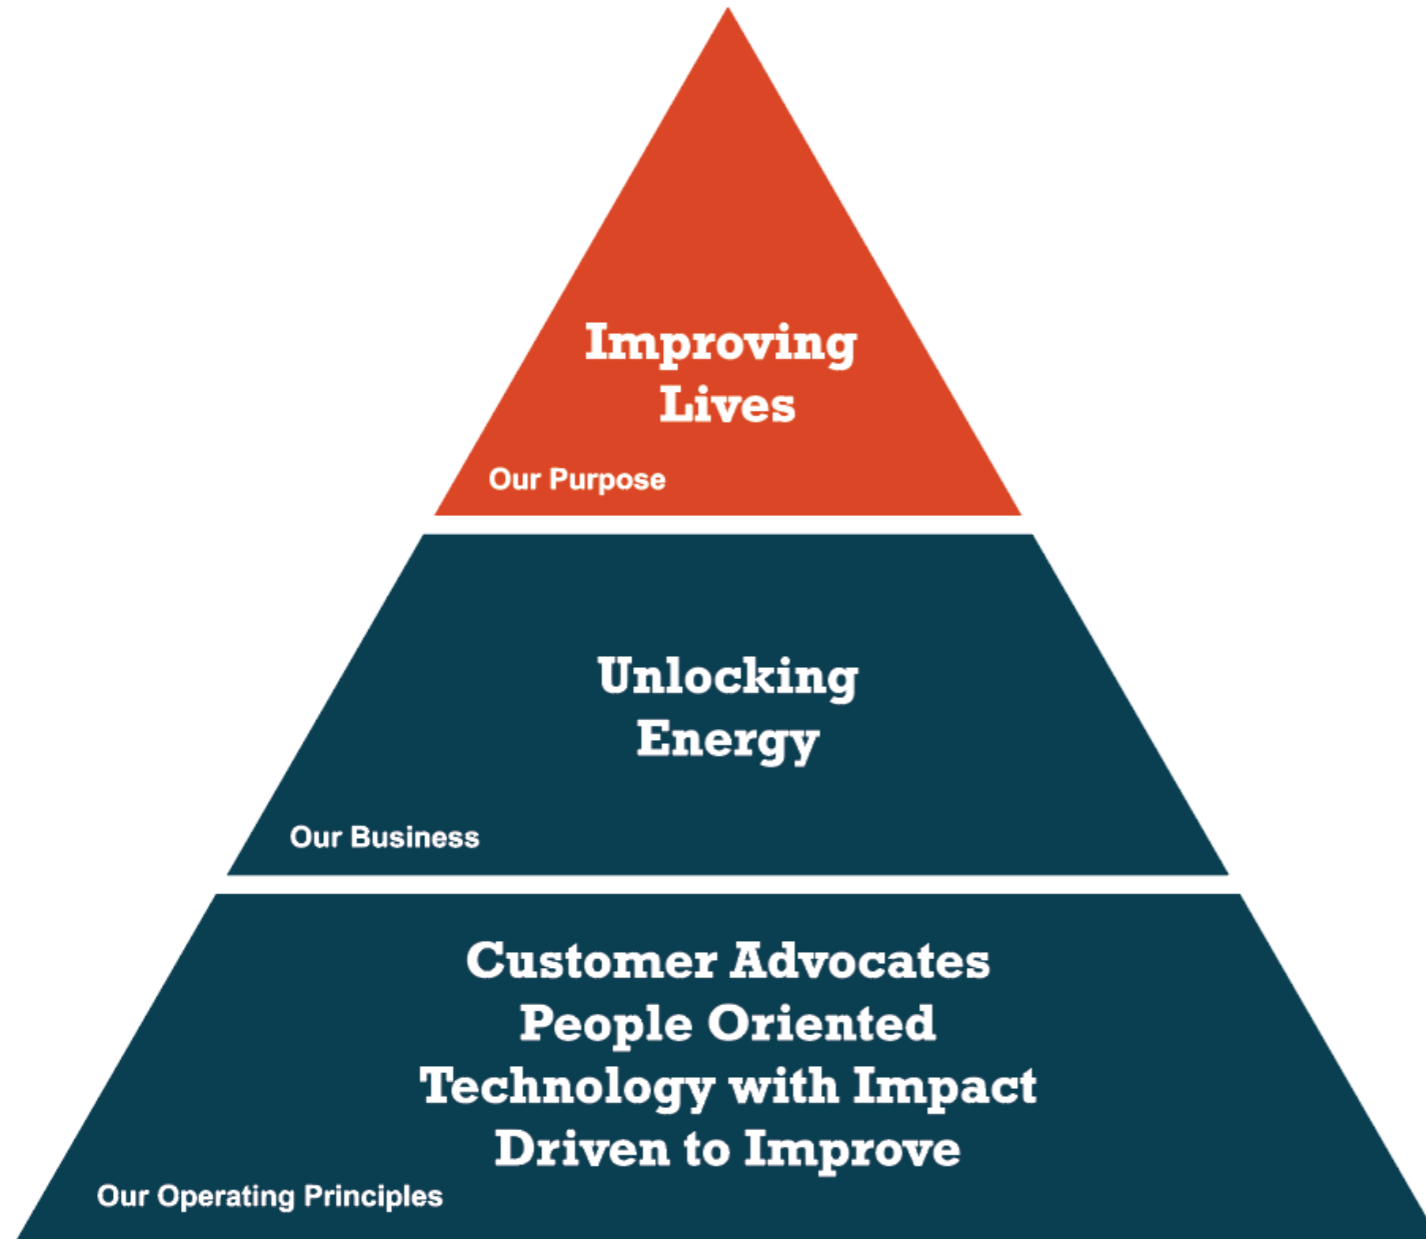 Improving
Lives
Our Purpose
Unlocking
Energy
Our Business
Customer Advocates
People Oriented
Technology with Impact
Driven to Improve
Our Operating Principles